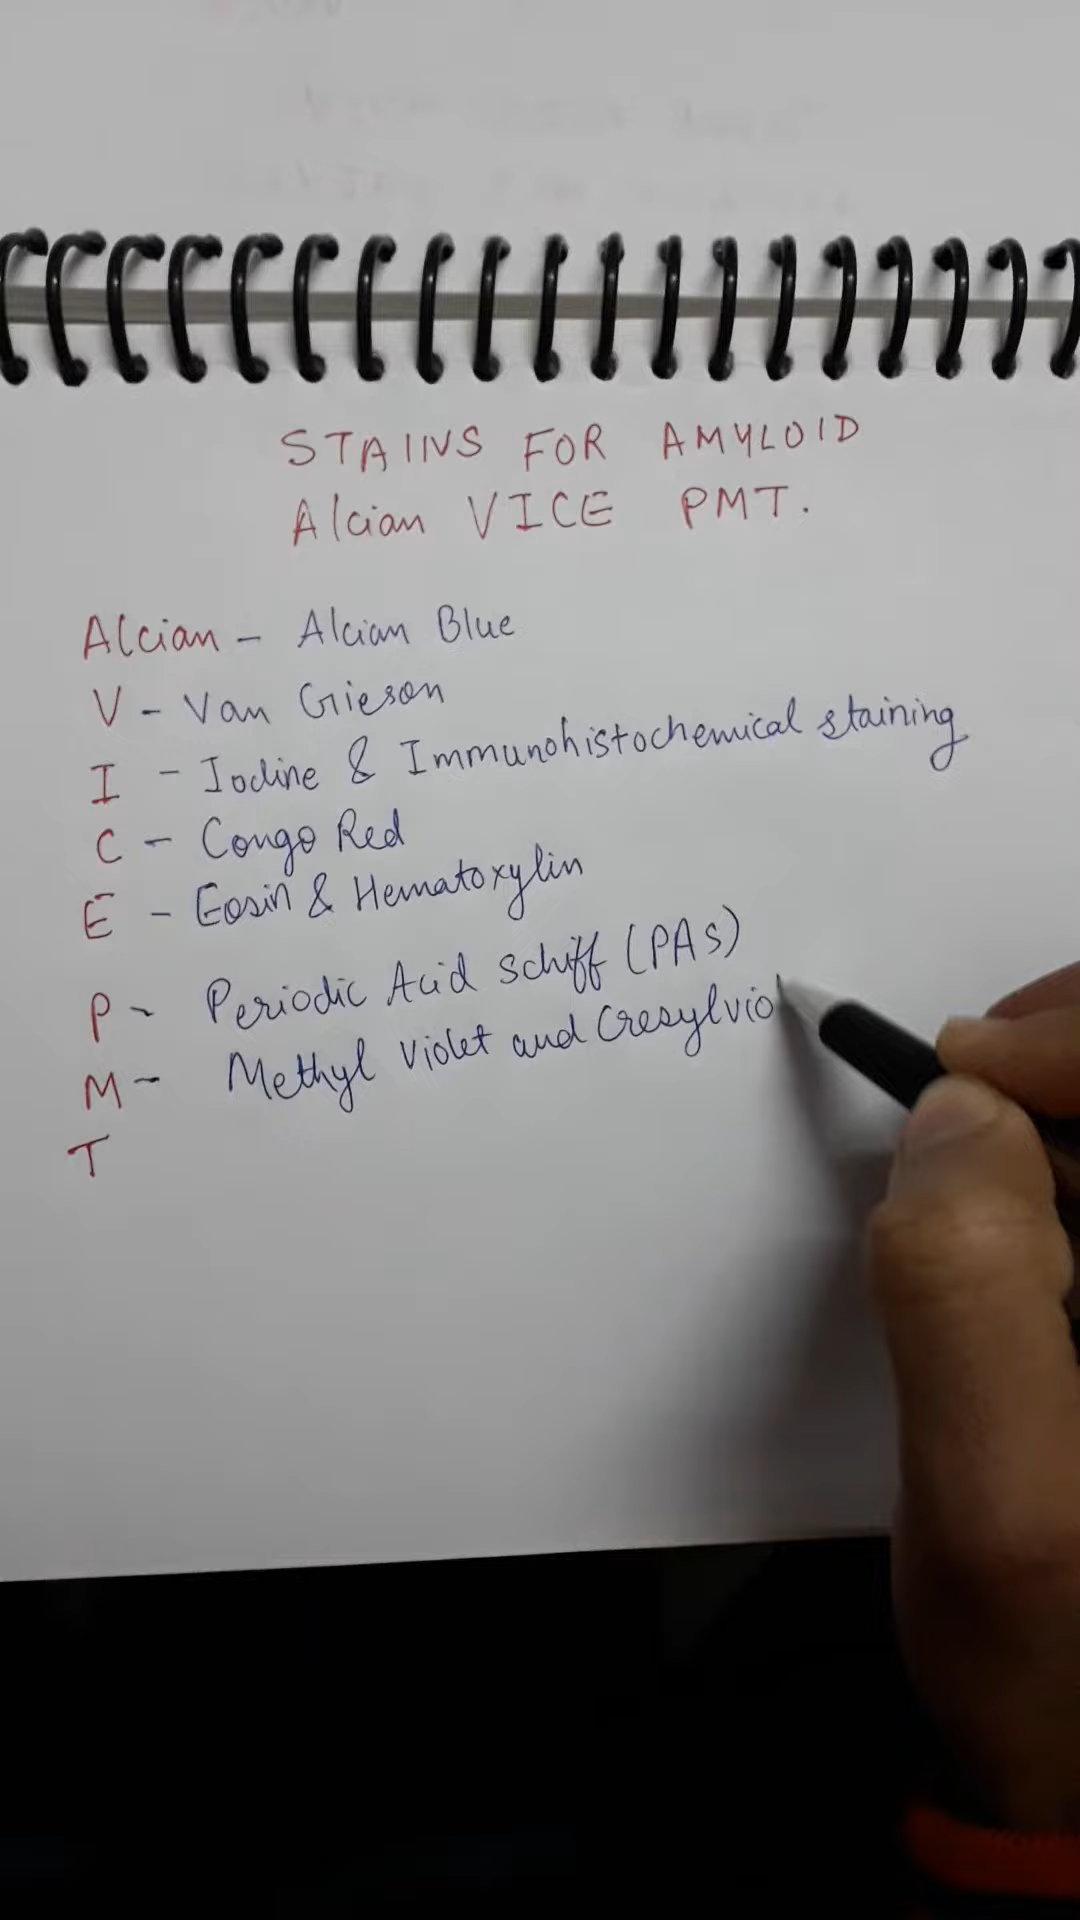 STAINS FOR AMYLOID
Alcian VICE PMT.
Alcian - Alcian Blue
V - Van Gieson
I - Iodine & Immunohistochemical staining
C - Congo Red
E - Eosin & Hematoxylin
P - Periodic Acid Schiff (PAS)
M - Methyl Violet and Cresylvio
T